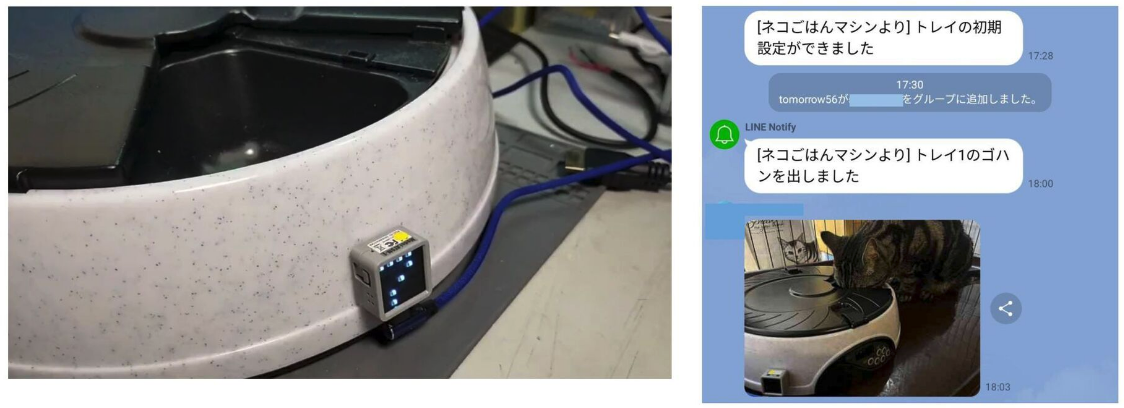 [ネコごはんマシンより] トレイの初期
設定ができました
17:28
17:30
tomorrow56が
をグループに追加しました。
LINE Notify
[ネコごはんマシンより] トレイ1のゴハ
ンを出しました
18:00
18:03